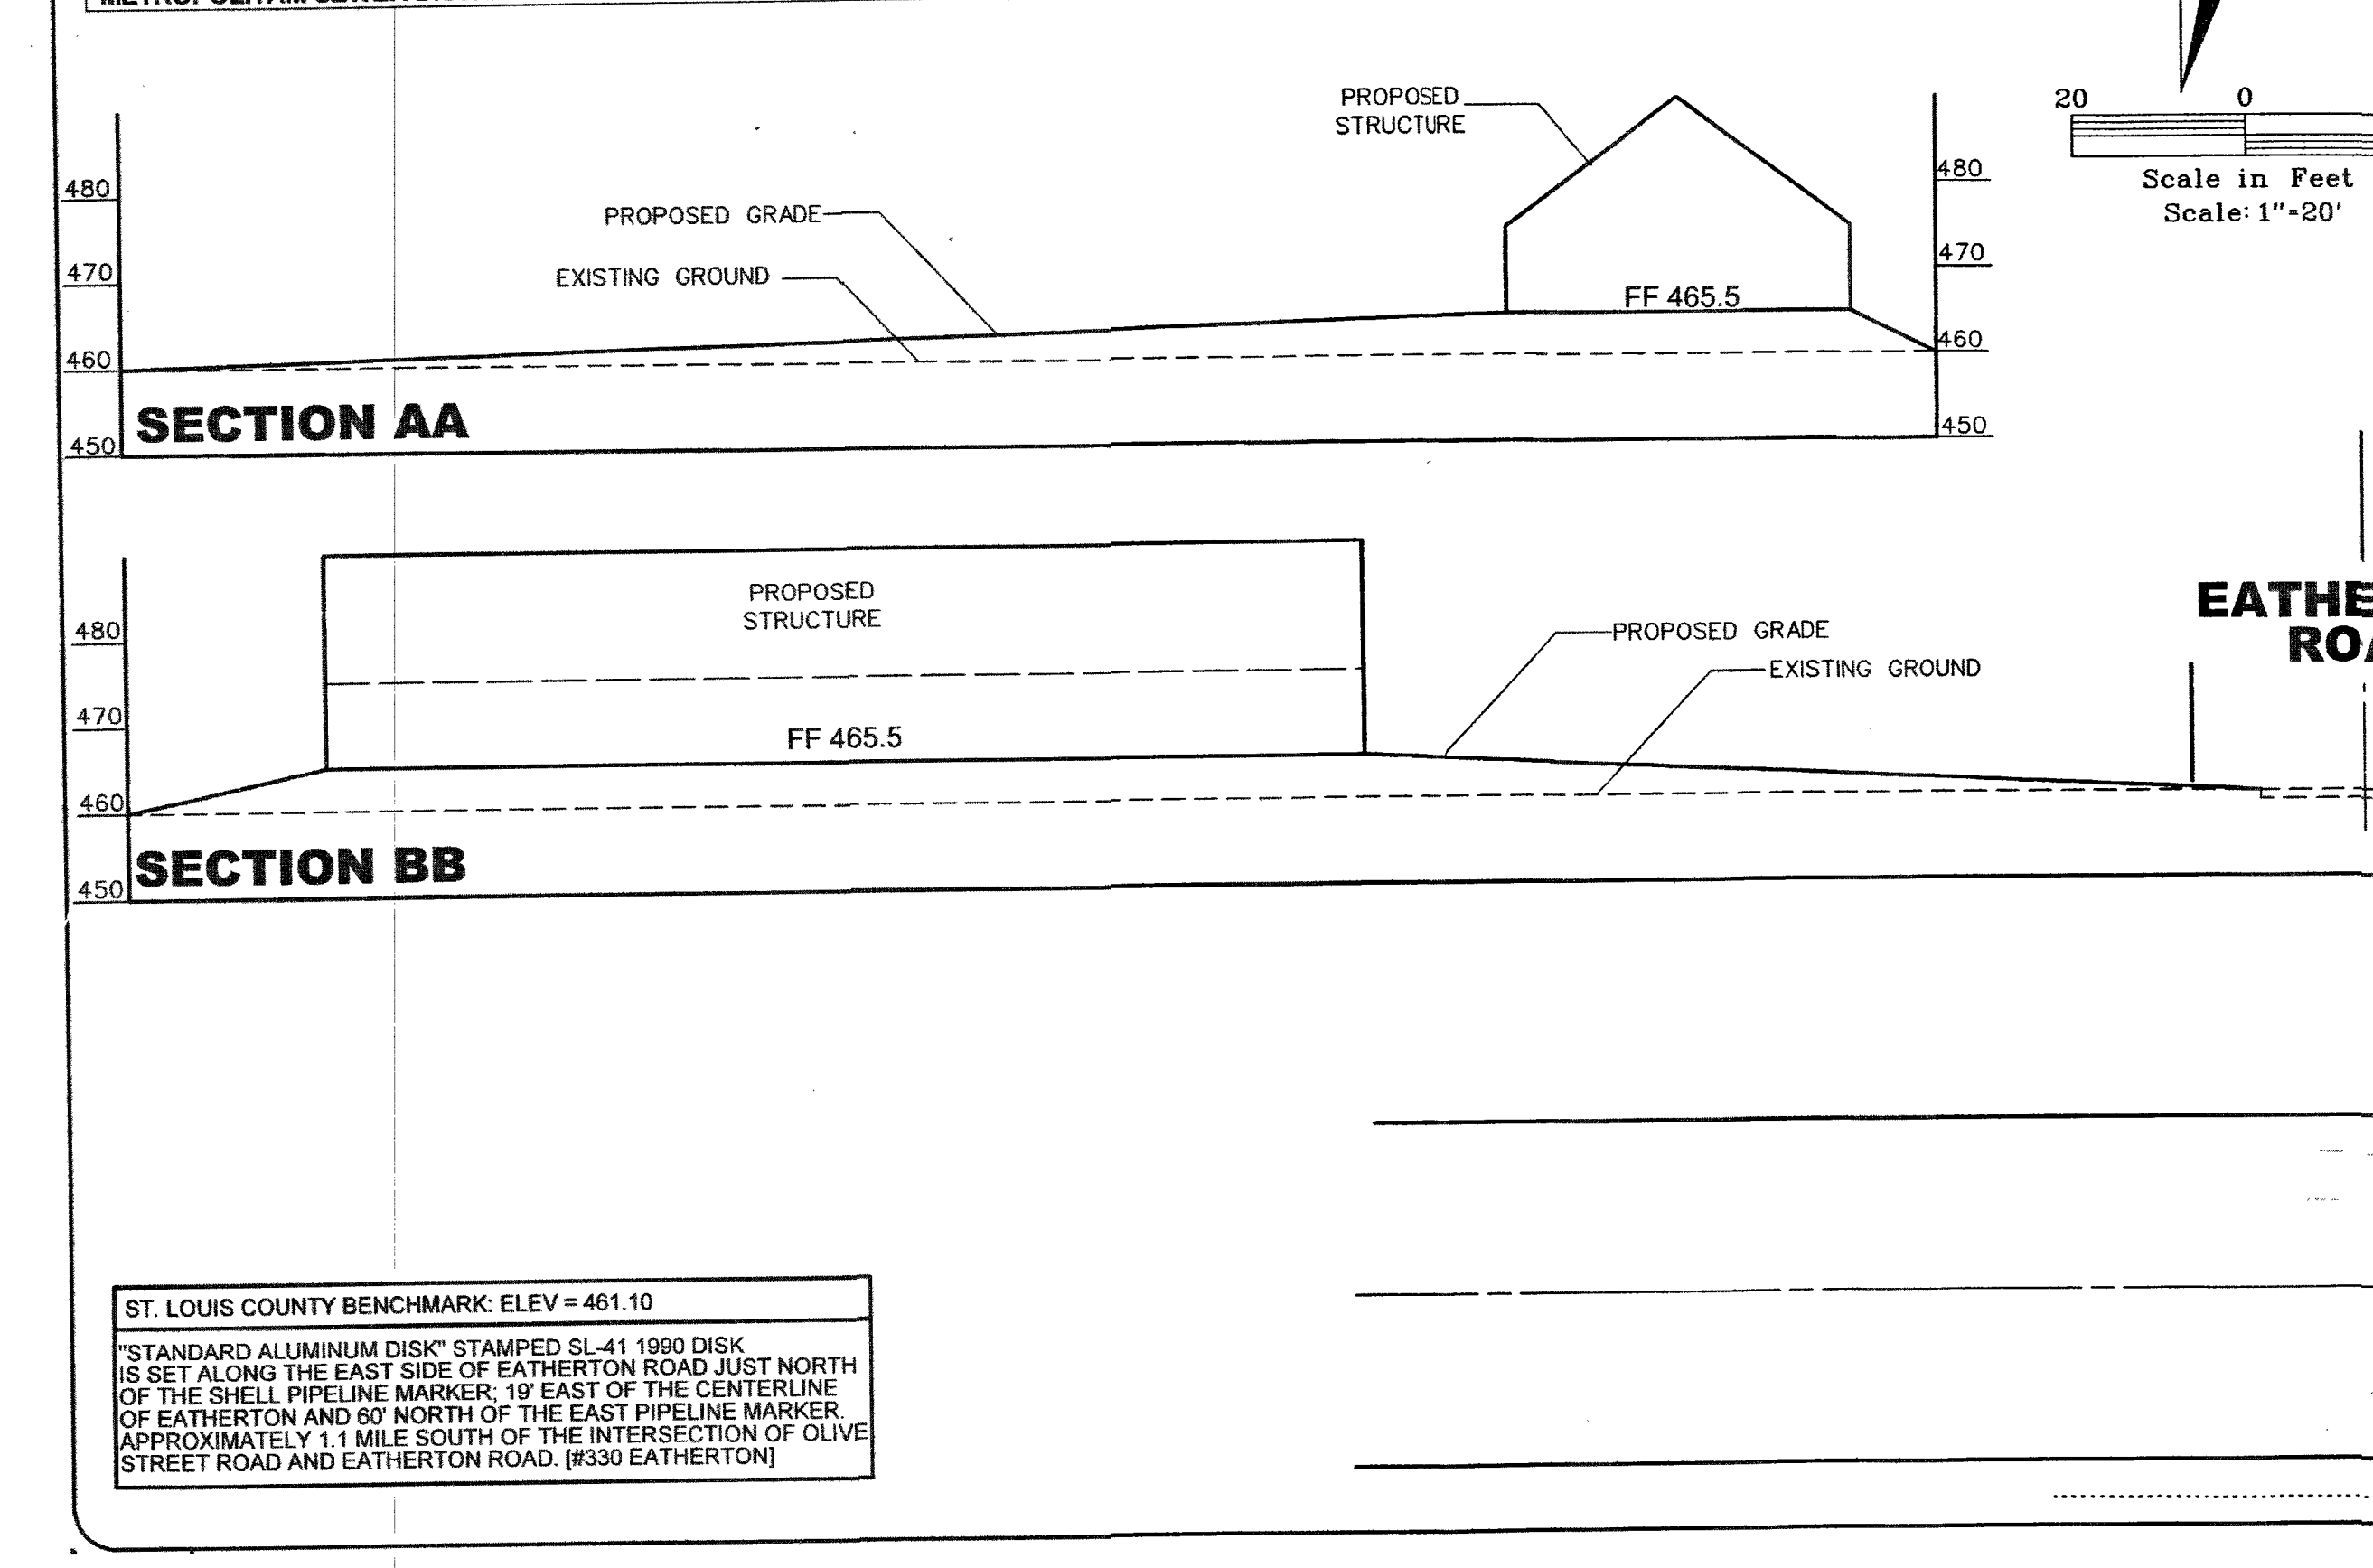 PROPOSED
STRUCTURE
20 0
Scale in Feet
Scale: 1"=20'
480
470
460
450
PROPOSED GRADE
EXISTING GROUND
FF 465.5
480
470
460
450
SECTION AA
PROPOSED
STRUCTURE
480
470
460
450
FF 465.5
PROPOSED GRADE
EXISTING GROUND
SECTION BB
ST. LOUIS COUNTY BENCHMARK: ELEV = 461.10
"STANDARD ALUMINUM DISK" STAMPED SL-41 1990 DISK
IS SET ALONG THE EAST SIDE OF EATHERTON ROAD JUST NORTH
OF THE SHELL PIPELINE MARKER; 19' EAST OF THE CENTERLINE
OF EATHERTON AND 60' NORTH OF THE EAST PIPELINE MARKER.
APPROXIMATELY 1.1 MILE SOUTH OF THE INTERSECTION OF OLIVE
STREET ROAD AND EATHERTON ROAD. [#330 EATHERTON]